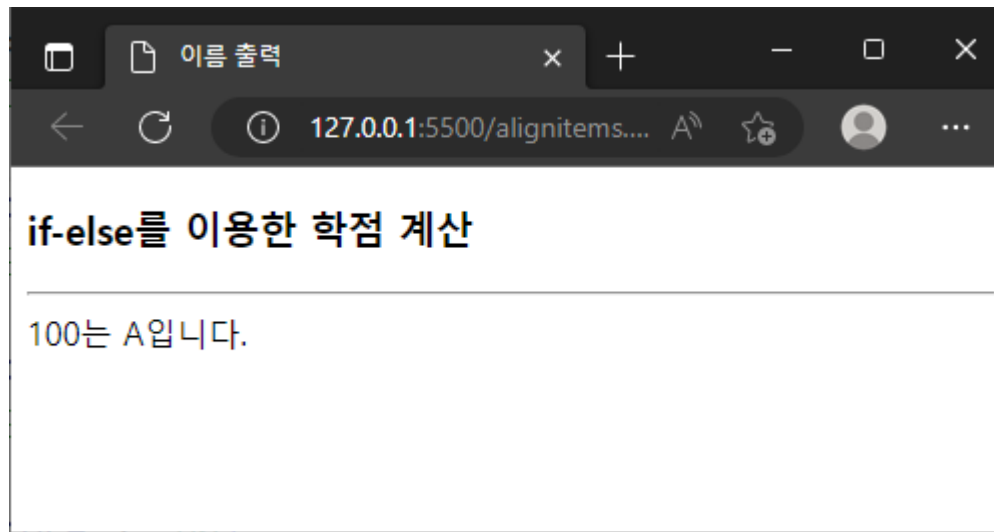 이름 출력
127.0.0.1:5500/alignitems....
if-else를 이용한 학점 계산
100는 A입니다.